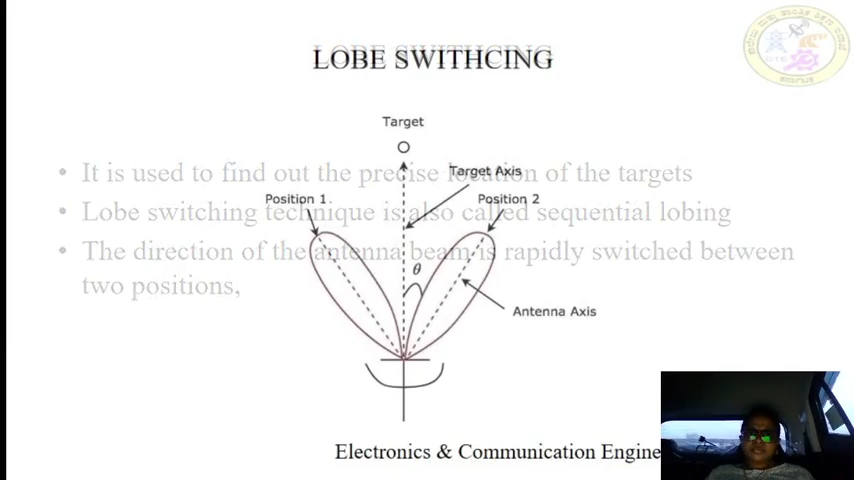 LOBE SWITHCING
Target
• It is used to find out the precise location of the targets
Target Axis
Position 1
Position 2
• Lobe switching technique is also called sequential lobing
• The direction of the antenna beam is rapidly switched between
two positions,
θ
Antenna Axis
Electronics & Communication Engine